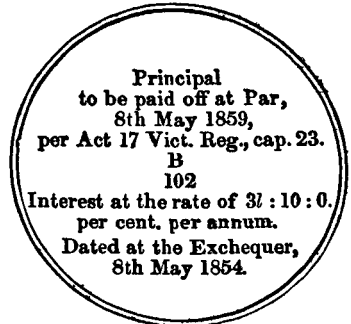 Principal
to be paid off at Par,
8th May 1859,
per Act 17 Vict. Reg., cap. 23.
B
102
Interest at the rate of 3l : 10 : 0.
per cent. per annum.
Dated at the Exchequer,
8th May 1854.